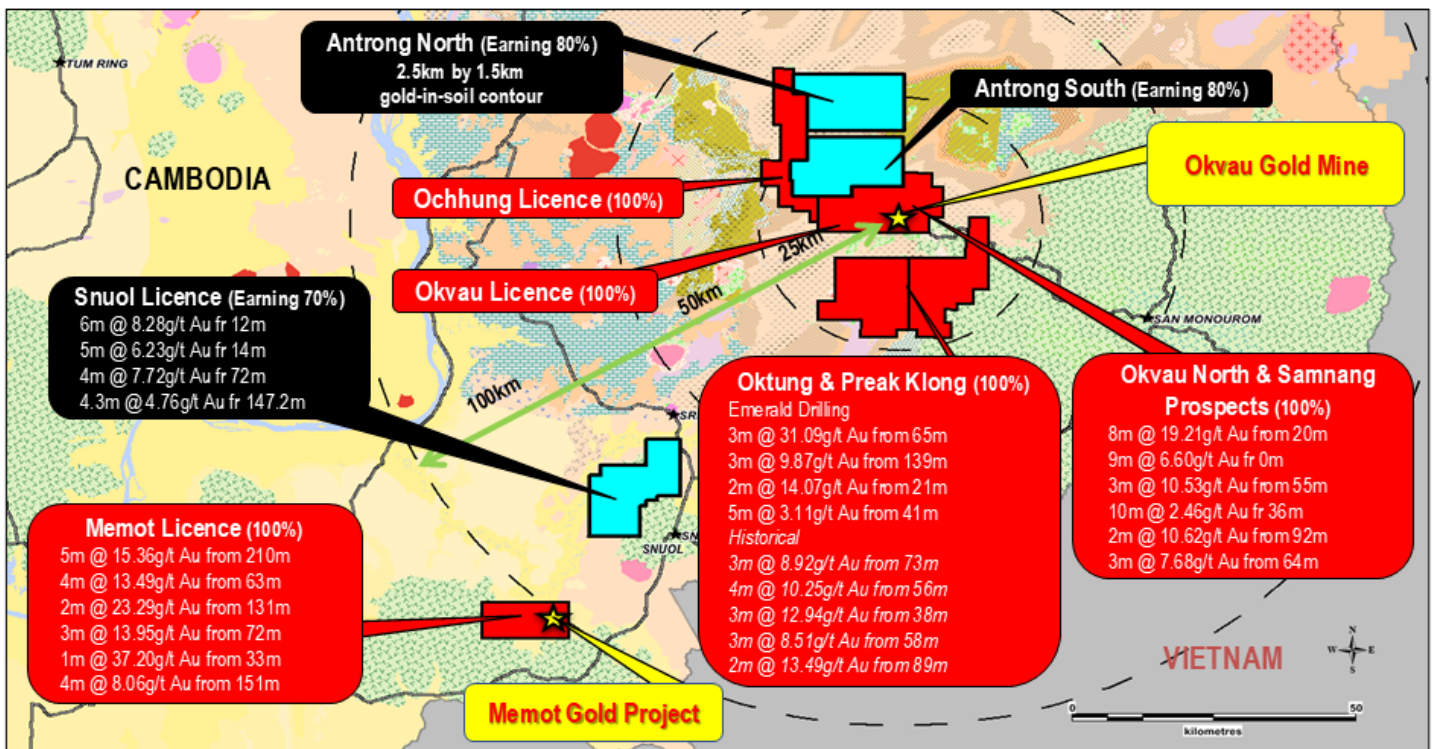 TUM RING
CAMBODIA
Antrong North (Earning 80%)
2.5km by 1.5km
gold-in-soil contour
Antrong South (Earning 80%)
Okvau Gold Mine
Ochhung Licence (100%)
Okvau Licence (100%)
25km
50km
100km
SAN MONOUROM
Snuol Licence (Earning 70%)
6m @ 8.28g/t Au fr 12m
5m @ 6.23g/t Au fr 14m
4m @ 7.72g/t Au fr 72m
4.3m @ 4.76g/t Au fr 147.2m
SNUOL
Memot Licence (100%)
5m @ 15.36g/t Au from 210m
4m @ 13.49g/t Au from 63m
2m @ 23.29g/t Au from 131m
3m @ 13.95g/t Au from 72m
1m @ 37.20g/t Au from 33m
4m @ 8.06g/t Au from 151m
Memot Gold Project
Oktung & Preak Klong (100%)
Emerald Drilling
3m @ 31.09g/t Au from 65m
3m @ 9.87g/t Au from 139m
2m @ 14.07g/t Au from 21m
5m @ 3.11g/t Au from 41m
Historical
3m @ 8.92g/t Au from 73m
4m @ 10.25g/t Au from 56m
3m @ 12.94g/t Au from 38m
3m @ 8.51g/t Au from 58m
2m @ 13.49g/t Au from 89m
Okvau North & Samnang
Prospects (100%)
8m @ 19.21g/t Au from 20m
9m @ 6.60g/t Au fr 0m
3m @ 10.53g/t Au from 55m
10m @ 2.46g/t Au fr 36m
2m @ 10.62g/t Au from 92m
3m @ 7.68g/t Au from 64m
VIETNAM
N
W E
S
0 50
kilometres